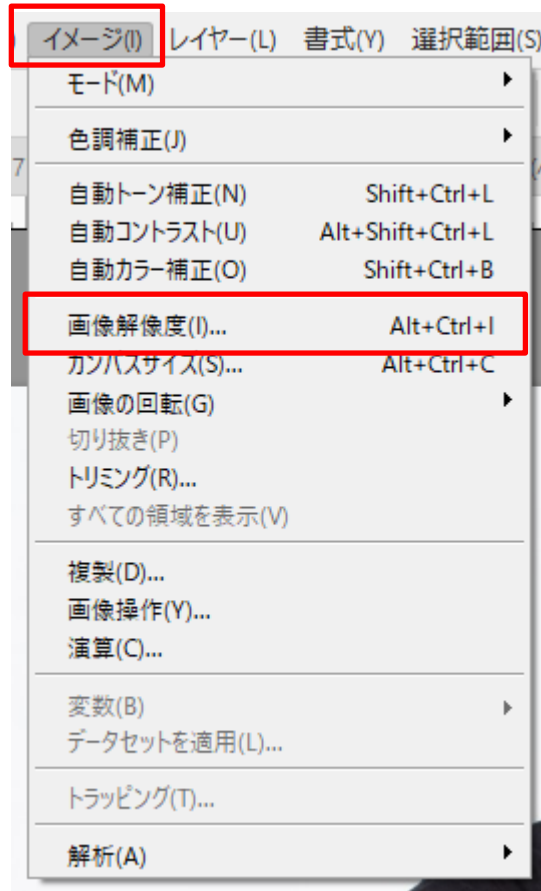 イメージ(I) レイヤー(L) 書式(Y) 選択範囲(S)
モード(M)
色調補正(J)
7
自動トーン補正(N) Shift+Ctrl+L
自動コントラスト(U) Alt+Shift+Ctrl+L
自動カラー補正(O) Shift+Ctrl+B
画像解像度(I)... Alt+Ctrl+I
カンバスサイズ(S)... Alt+Ctrl+C
画像の回転(G)
切り抜き(P)
トリミング(R)...
すべての領域を表示(V)
複製(D)...
画像操作(Y)...
演算(C)...
変数(B)
データセットを適用(L)...
トラッピング(T)...
解析(A)